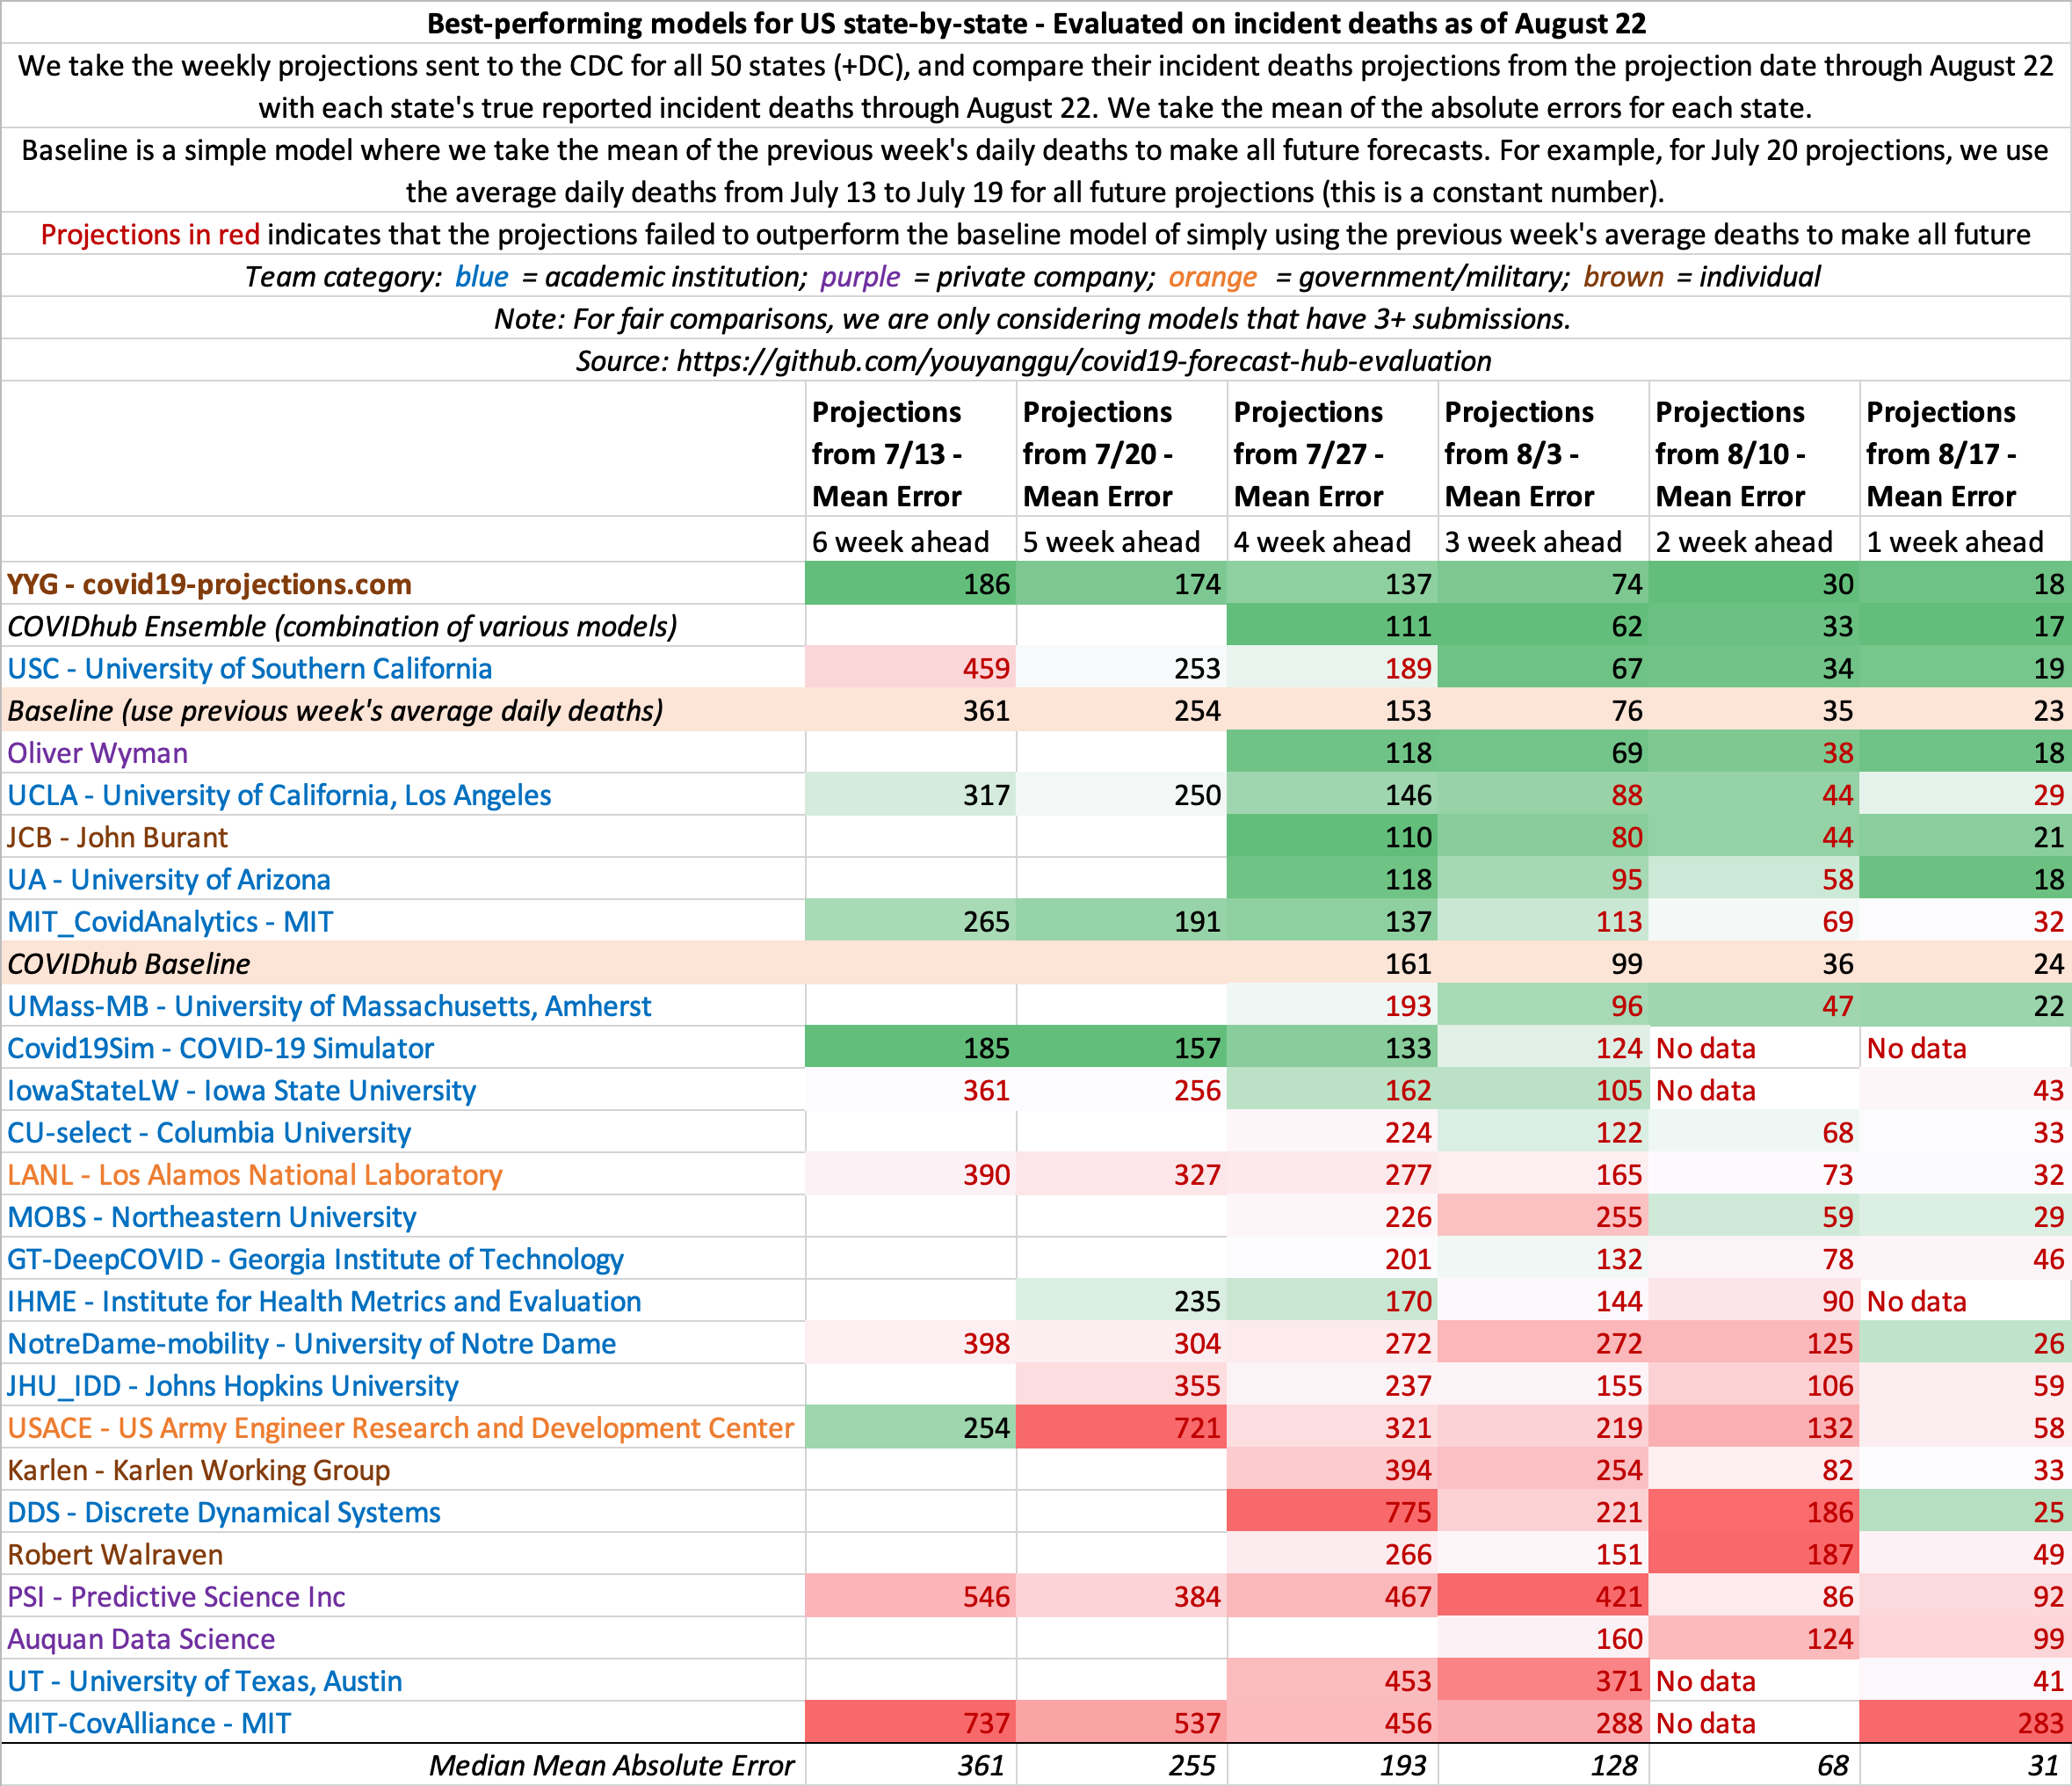 Best-performing models for US state-by-state - Evaluated on incident deaths as of August 22
We take the weekly projections sent to the CDC for all 50 states (+DC), and compare their incident deaths projections from the projection date through August 22
with each state's true reported incident deaths through August 22. We take the mean of the absolute errors for each state.
Baseline is a simple model where we take the mean of the previous week's daily deaths to make all future forecasts. For example, for July 20 projections, we use
the average daily deaths from July 13 to July 19 for all future projections (this is a constant number).
Projections in red indicates that the projections failed to outperform the baseline model of simply using the previous week's average deaths to make all future
Team category: blue = academic institution; purple = private company; orange = government/military; brown = individual
Note: For fair comparisons, we are only considering models that have 3+ submissions.
Source: https://github.com/youyanggu/covid19-forecast-hub-evaluation
Projections Projections Projections Projections Projections Projections
from 7/13 - from 7/20 - from 7/27 - from 8/3 - from 8/10 - from 8/17 -
Mean Error Mean Error Mean Error Mean Error Mean Error Mean Error
6 week ahead 5 week ahead 4 week ahead 3 week ahead 2 week ahead 1 week ahead
YYG - covid19-projections.com 186 174 137 74 30 18
COVIDhub Ensemble (combination of various models) 111 62 33 17
USC - University of Southern California 459 253 189 67 34 19
Baseline (use previous week's average daily deaths) 361 254 153 76 35 23
Oliver Wyman 118 69 38 18
UCLA - University of California, Los Angeles 317 250 146 88 44 29
JCB - John Burant 110 80 44 21
UA - University of Arizona 118 95 58 18
MIT_CovidAnalytics - MIT 265 191 137 113 69 32
COVIDhub Baseline 161 99 36 24
UMass-MB - University of Massachusetts, Amherst 193 96 47 22
Covid19Sim - COVID-19 Simulator 185 157 133 124 No data No data
IowaStateLW - Iowa State University 361 256 162 105 No data 43
CU-select - Columbia University 224 122 68 33
LANL - Los Alamos National Laboratory 390 327 277 165 73 32
MOBS - Northeastern University 226 255 59 29
GT-DeepCOVID - Georgia Institute of Technology 201 132 78 46
IHME - Institute for Health Metrics and Evaluation 235 170 144 90 No data
NotreDame-mobility - University of Notre Dame 398 304 272 272 125 26
JHU_IDD - Johns Hopkins University 355 237 155 106 59
USACE - US Army Engineer Research and Development Center 254 721 321 219 132 58
Karlen - Karlen Working Group 394 254 82 33
DDS - Discrete Dynamical Systems 775 221 186 25
Robert Walraven 266 151 187 49
PSI - Predictive Science Inc 546 384 467 421 86 92
Auquan Data Science 160 124 99
UT - University of Texas, Austin 453 371 No data 41
MIT-CovAlliance - MIT 737 537 456 288 No data 283
Median Mean Absolute Error 361 255 193 128 68 31